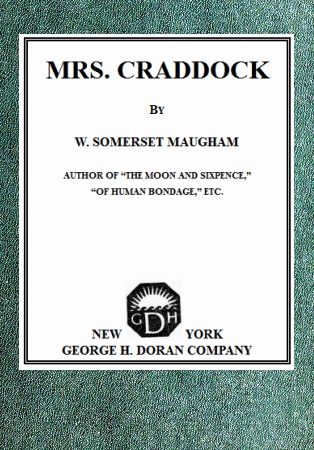 MRS. CRADDOCK
BY
W. SOMERSET MAUGHAM
AUTHOR OF “THE MOON AND SIXPENCE,”
“OF HUMAN BONDAGE,” ETC.
G D H
NEW YORK
GEORGE H. DORAN COMPANY